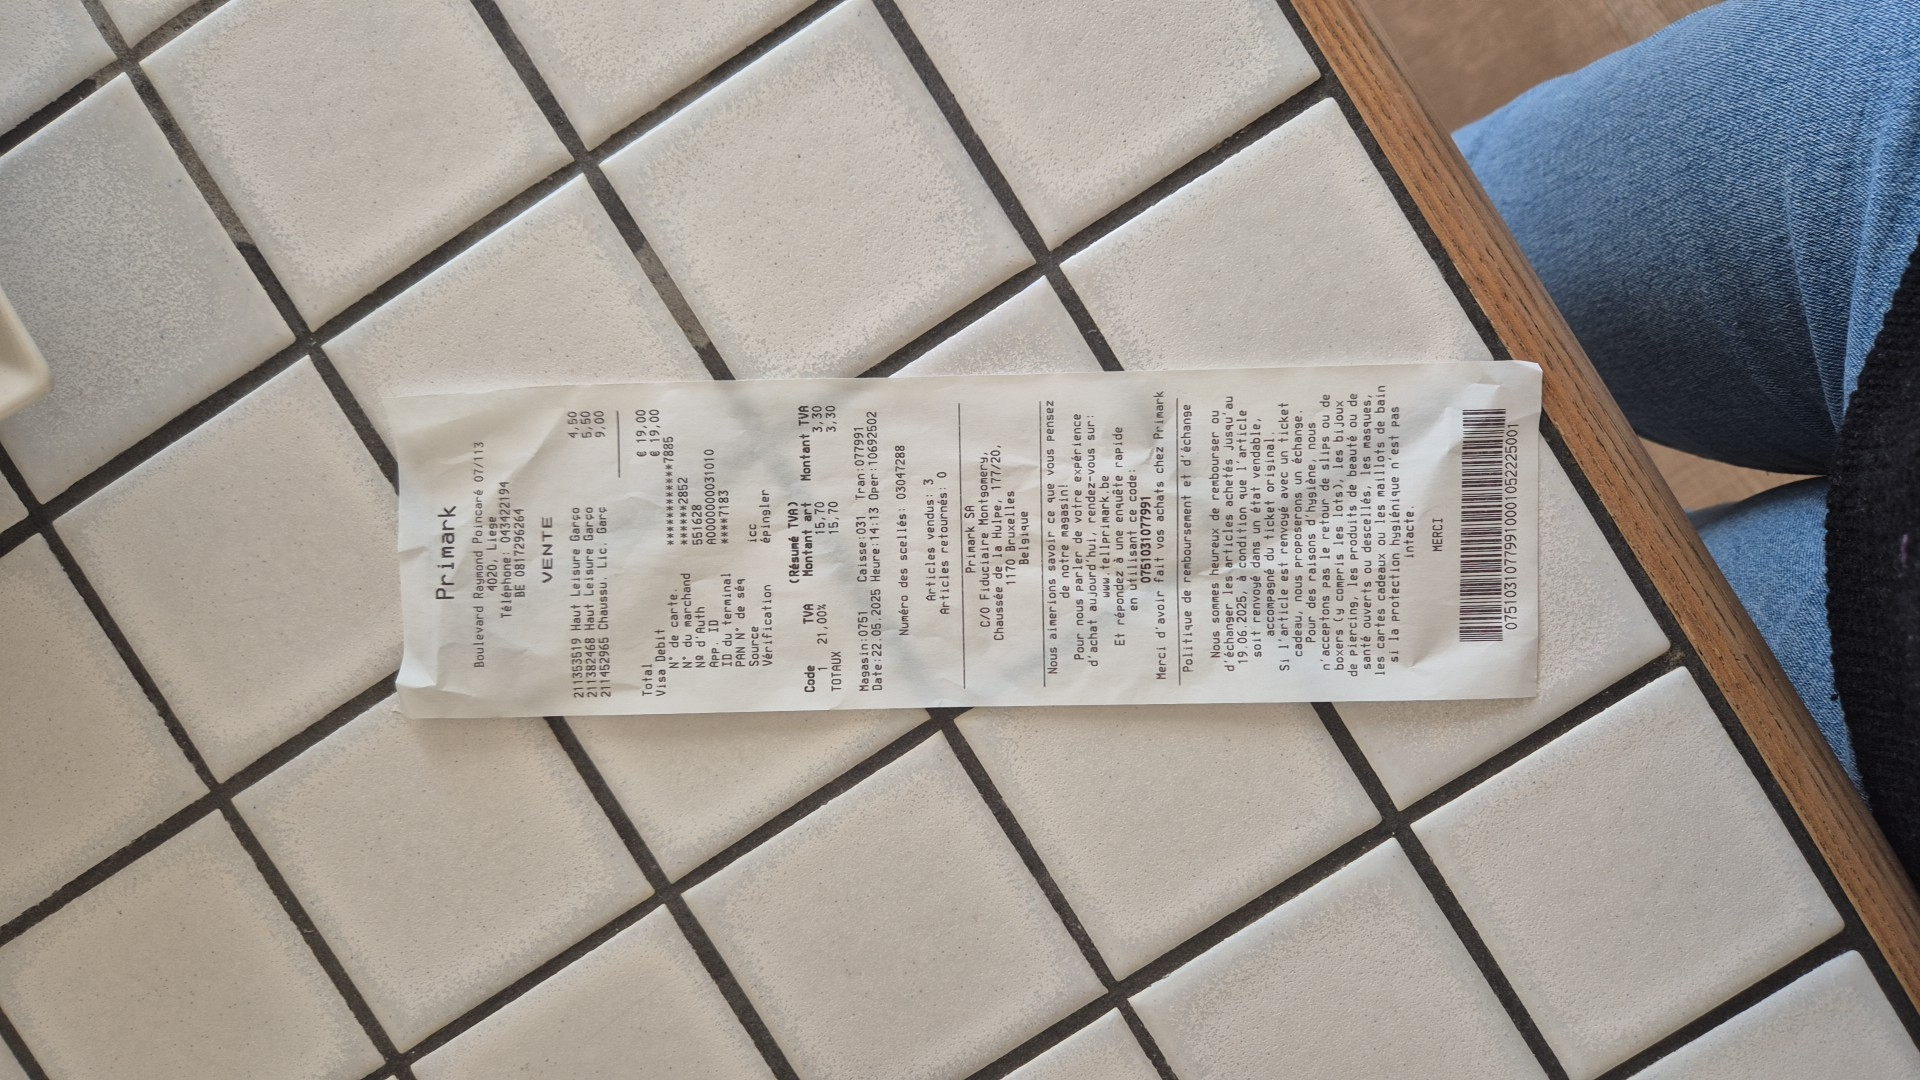 Primark
Boulevard Raymond Poincaré 07/113
4020, Liege
Téléphone: 043422194
BE 0817296264
VENTE
211353519 Haut Leisure Garço 4,50
211382468 Haut Leisure Garço 5,50
211452965 Chaussu. Lic. Garç 9,00
Total € 19,00
Visa Debit € 19,00
N° de carte. ************7885
N° du marchand ******2852
Nº d'Auth 551628
App. ID A0000000031010
ID du terminal ****7183
PAN N° de séq
Source icc
Vérification épingler
(Résumé TVA)
Code TVA Montant art Montant TVA
1 21,00% 15,70 3,30
TOTAUX 15,70 3,30
Magasin:0751 Caisse:031 Tran:077991
Date:22.05.2025 Heure:14:13 Oper:10692502
Numéro des scellés: 03047288
Articles vendus: 3
Articles retournés: 0
Primark SA
C/O Fiduciaire Montgomery,
Chaussée de la Hulpe, 177/20,
1170 Bruxelles
Belgique
Nous aimerions savoir ce que vous pensez
de notre magasin!
Pour nous parler de votre expérience
d'achat aujourd'hui, rendez-vous sur:
www.tellprimark.be
Et répondez à une enquête rapide
en utilisant ce code:
075103107799​1
Merci d'avoir fait vos achats chez Primark
Politique de remboursement et d'échange
Nous sommes heureux de rembourser ou
d'échanger les articles achetés jusqu'au
19.06.2025, à condition que l'article
soit renvoyé dans un état vendable,
accompagné du ticket original.
Si l'article est renvoyé avec un ticket
cadeau, nous proposerons un échange.
Pour des raisons d'hygiène, nous
n'acceptons pas le retour de slips ou de
boxers (y compris les lots), les bijoux
de piercing, les produits de beauté ou de
santé ouverts ou descellés, les masques,
les cartes cadeaux ou les maillots de bain
si la protection hygiénique n'est pas
intacte.
MERCI
0751031077991000105222​5001